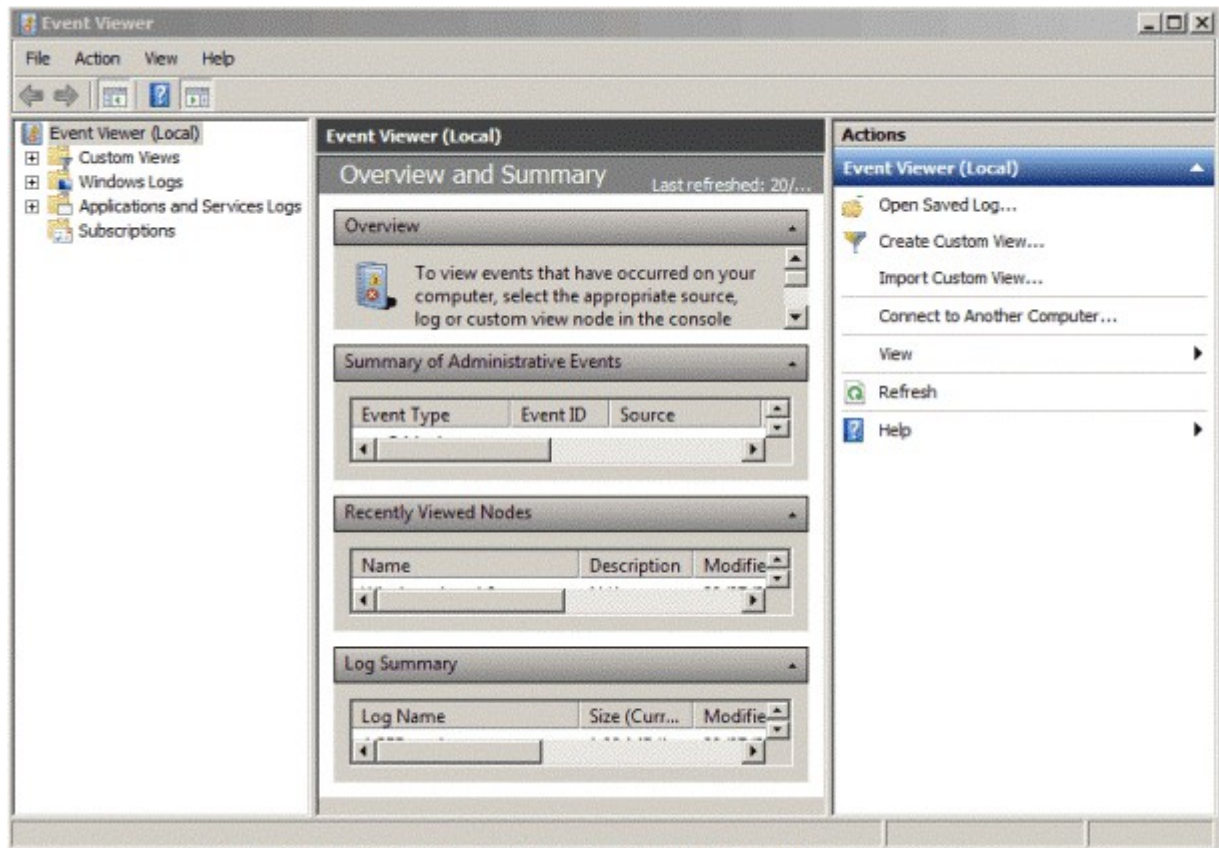 Event Viewer
File Action View Help
Event Viewer (Local)
Custom Views
Windows Logs
Applications and Services Logs
Subscriptions
Event Viewer (Local)
Overview and Summary Last refreshed: 20/...
Overview
To view events that have occurred on your
computer, select the appropriate source,
log or custom view node in the console
Summary of Administrative Events
Event Type Event ID Source
Recently Viewed Nodes
Name Description Modifie
Log Summary
Log Name Size (Curr... Modifie
Actions
Event Viewer (Local)
Open Saved Log...
Create Custom View...
Import Custom View...
Connect to Another Computer...
View
Refresh
Help